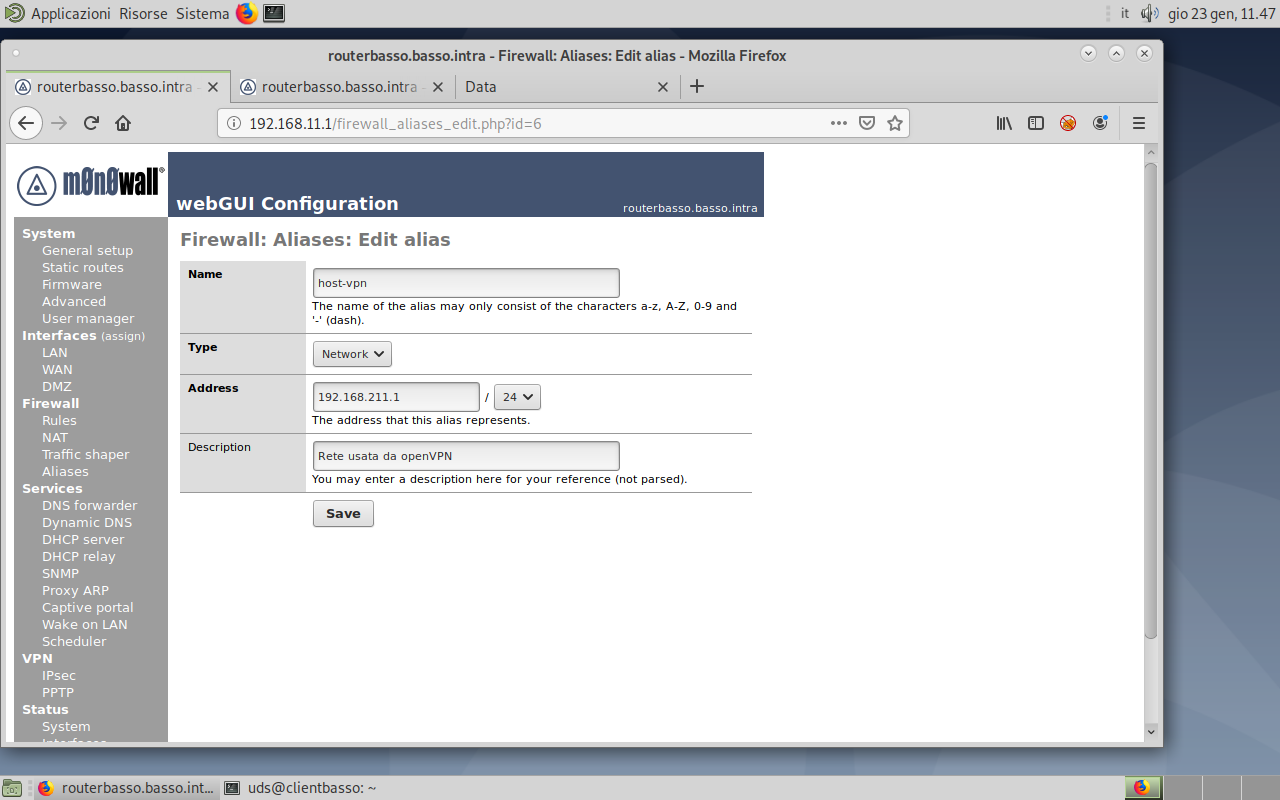 Applicazioni Risorse Sistema it gio 23 gen, 11.47
routerbasso.basso.intra - Firewall: Aliases: Edit alias - Mozilla Firefox
routerbasso.basso.intra - routerbasso.basso.intra - Data
192.168.11.1/firewall_aliases_edit.php?id=6
m0n0wall®
webGUI Configuration routerbasso.basso.intra
System
General setup
Static routes
Firmware
Advanced
User manager
Interfaces (assign)
LAN
WAN
DMZ
Firewall
Rules
NAT
Traffic shaper
Aliases
Services
DNS forwarder
Dynamic DNS
DHCP server
DHCP relay
SNMP
Proxy ARP
Captive portal
Wake on LAN
Scheduler
VPN
IPsec
PPTP
Status
System
Interfaces
Firewall: Aliases: Edit alias
Name host-vpn
The name of the alias may only consist of the characters a-z, A-Z, 0-9 and
'-' (dash).
Type Network
Address 192.168.211.1 / 24
The address that this alias represents.
Description Rete usata da openVPN
You may enter a description here for your reference (not parsed).
Save
routerbasso.basso.int... uds@clientbasso: ~